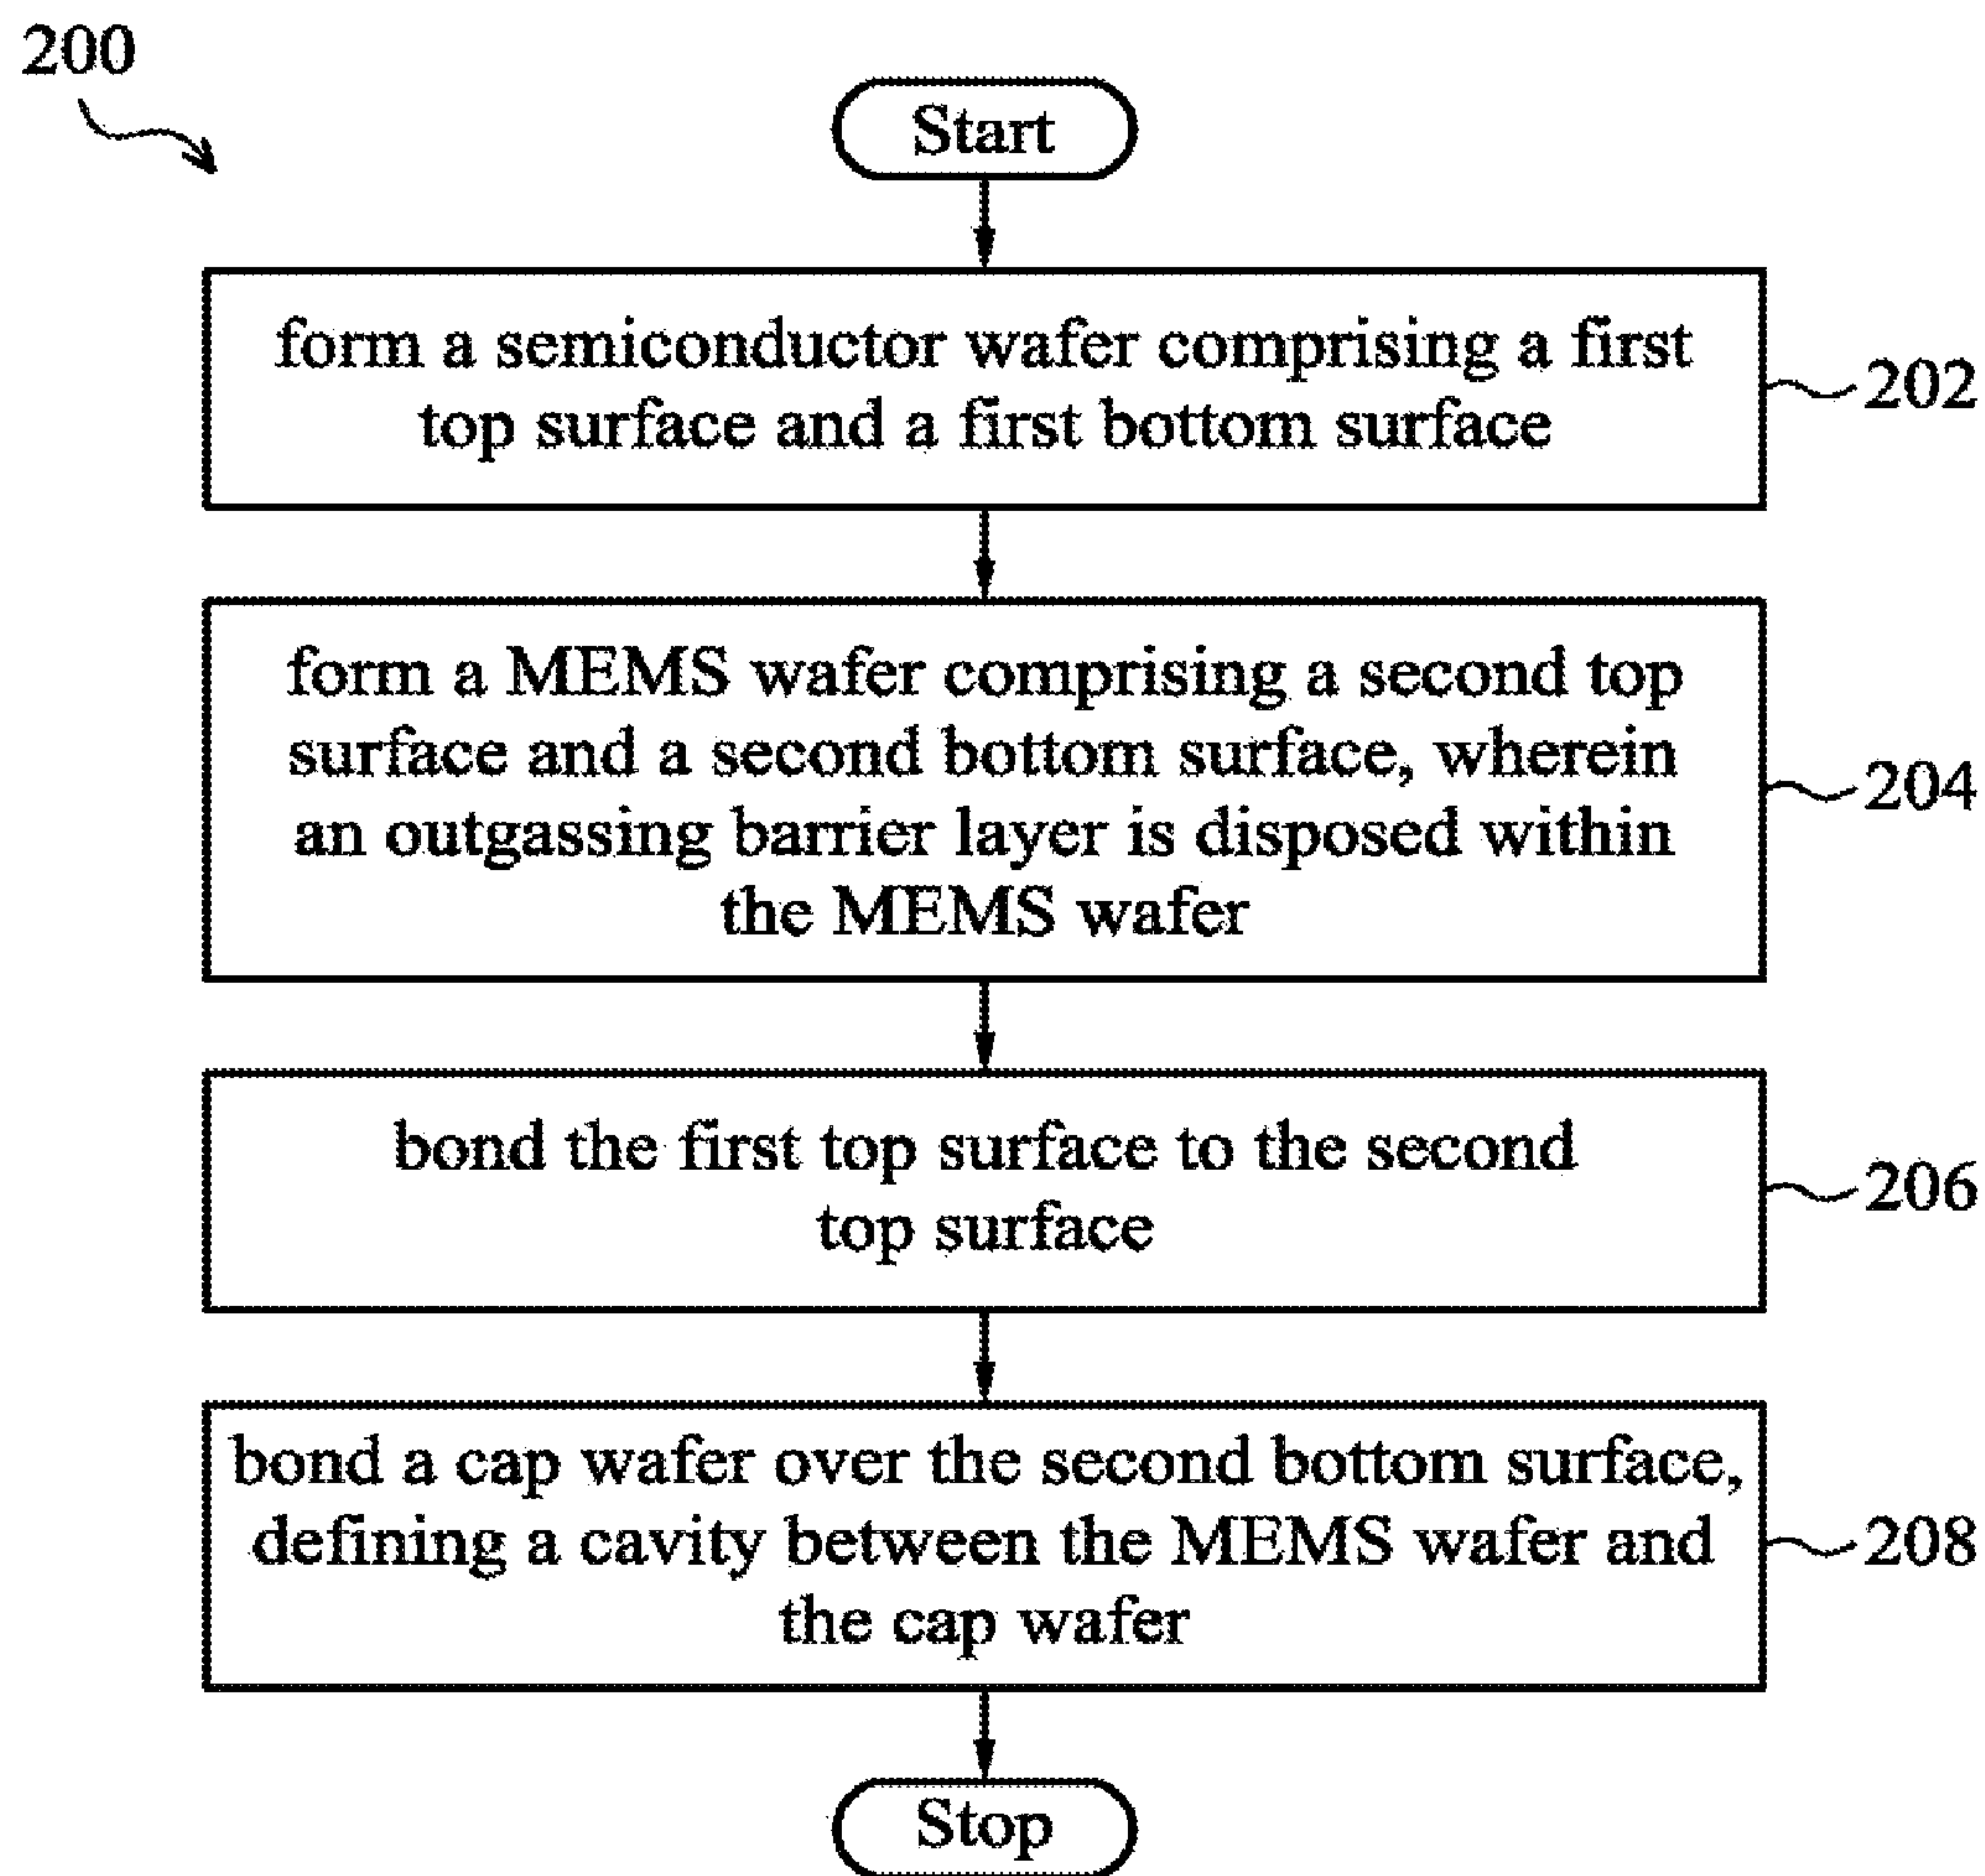 200
Start
form a semiconductor wafer comprising a first
top surface and a first bottom surface
202
form a MEMS wafer comprising a second top
surface and a second bottom surface, wherein
an outgassing barrier layer is disposed within
the MEMS wafer
204
bond the first top surface to the second
top surface
206
bond a cap wafer over the second bottom surface,
defining a cavity between the MEMS wafer and
the cap wafer
208
Stop